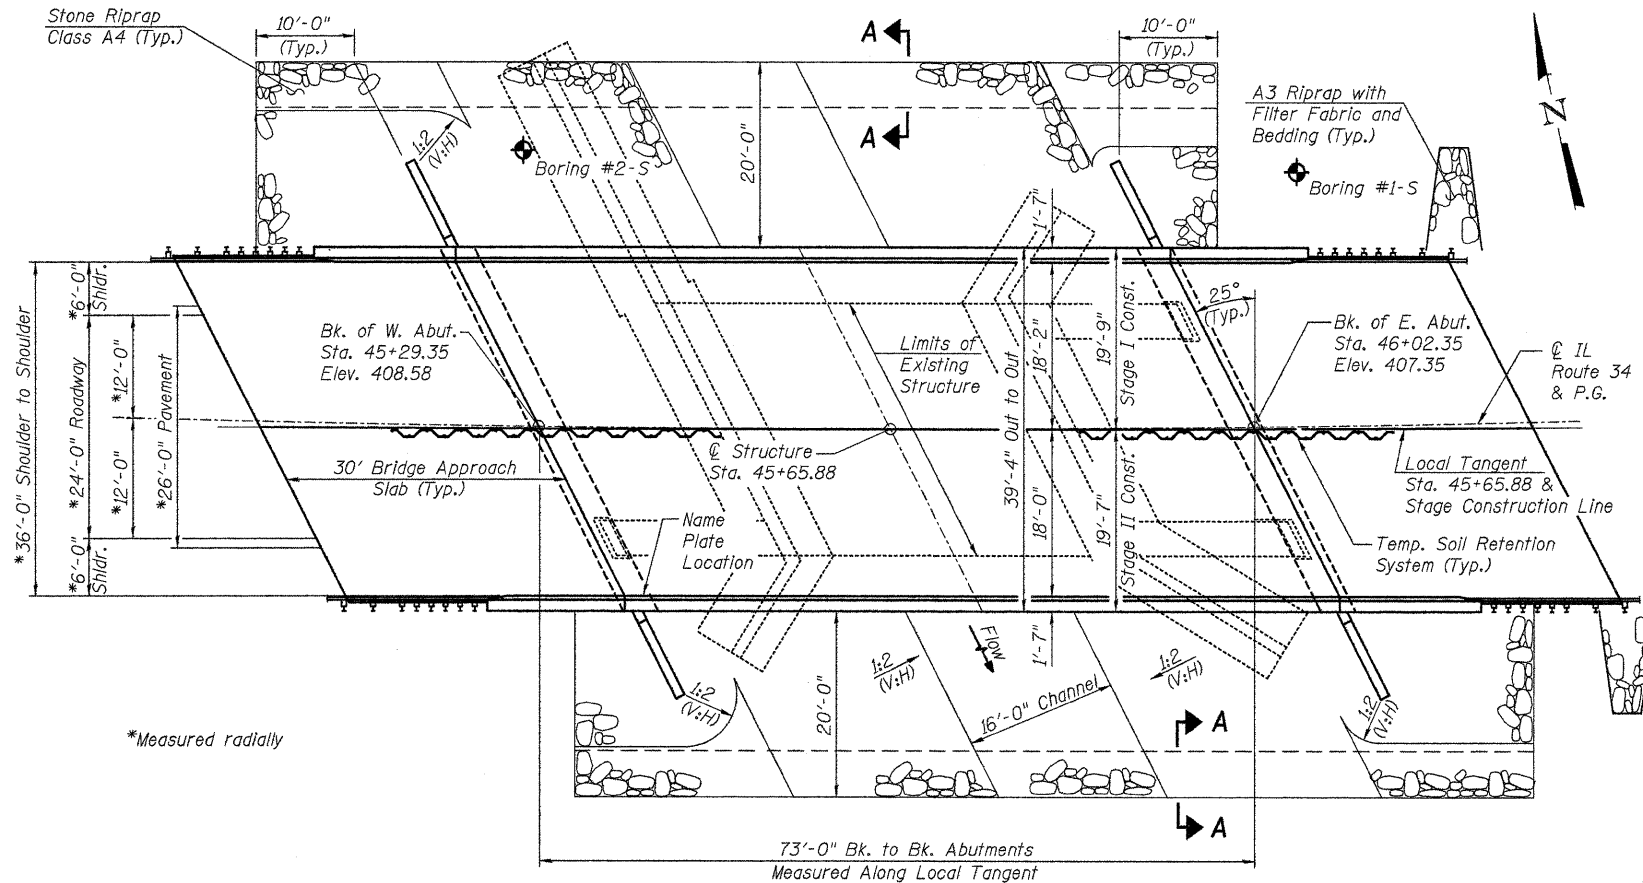 Stone Riprap
Class A4 (Typ.)
10'-0"
(Typ.)
A
10'-0"
(Typ.)
A3 Riprap with
Filter Fabric and
Bedding (Typ.)
N
A
1:2
(V:H)
Boring #2-S
20'-0"
Boring #1-S
1'-7"
*36'-0" Shoulder to Shoulder
*6'-0"
Shldr.
*24'-0" Roadway
*12'-0"
*12'-0"
*26'-0" Pavement
*6'-0"
Shldr.
Bk. of W. Abut.
Sta. 45+29.35
Elev. 408.58
Limits of
Existing
Structure
39'-4" Out to Out
18'-2"
18'-0"
19'-9"
Stage I Const.
19'-7"
Stage II Const.
25°
(Typ.)
Bk. of E. Abut.
Sta. 46+02.35
Elev. 407.35
℄ IL
Route 34
& P.G.
30' Bridge Approach
Slab (Typ.)
℄ Structure
Sta. 45+65.88
Local Tangent
Sta. 45+65.88 &
Stage Construction Line
Name
Plate
Location
Temp. Soil Retention
System (Typ.)
1'-7"
Flow
1:2
(V:H)
1:2
(V:H)
1:2
(V:H)
1:2
(V:H)
20'-0"
16'-0" Channel
A
A
*Measured radially
73'-0" Bk. to Bk. Abutments
Measured Along Local Tangent